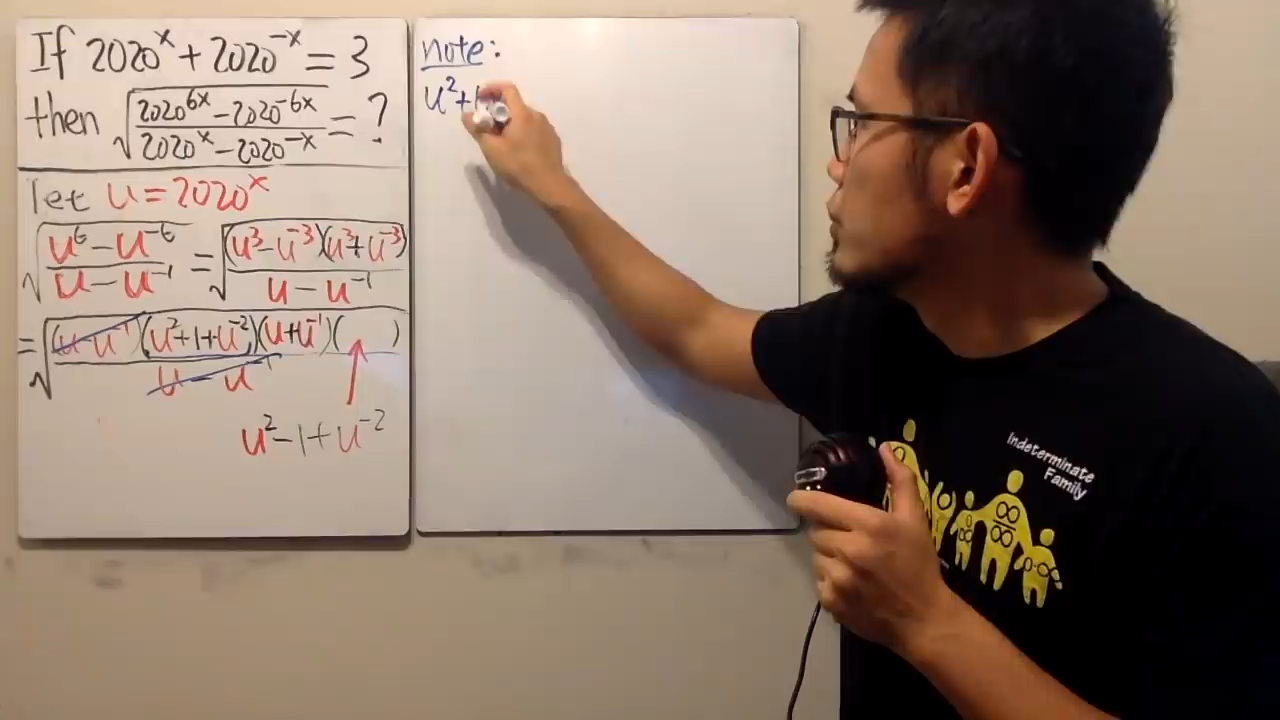 If 2020^x + 2020^-x = 3
then √((2020^6x - 2020^-6x)/(2020^x - 2020^-x)) = ?
let u = 2020^x
√((u^6 - u^-6)/(u - u^-1)) = √((u^3 - u^-3)(u^3 + u^-3)/(u - u^-1))
= √((u - u^-1)(u^2 + 1 + u^-2)(u + u^-1)( )/(u - u^-1))
u^2 - 1 + u^-2
note:
u^2 +
Indeterminate
Family
∞
∞